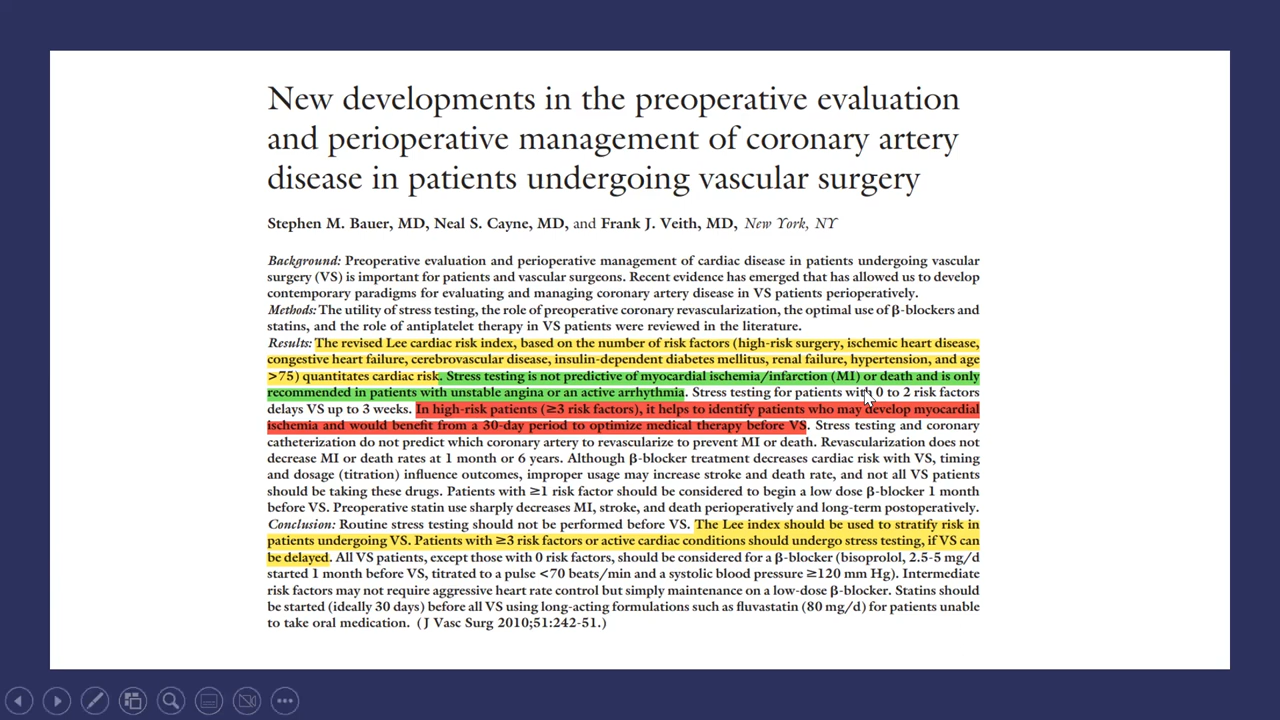 New developments in the preoperative evaluation
and perioperative management of coronary artery
disease in patients undergoing vascular surgery
Stephen M. Bauer, MD, Neal S. Cayne, MD, and Frank J. Veith, MD, New York, NY
Background: Preoperative evaluation and perioperative management of cardiac disease in patients undergoing vascular
surgery (VS) is important for patients and vascular surgeons. Recent evidence has emerged that has allowed us to develop
contemporary paradigms for evaluating and managing coronary artery disease in VS patients perioperatively.
Methods: The utility of stress testing, the role of preoperative coronary revascularization, the optimal use of β-blockers and
statins, and the role of antiplatelet therapy in VS patients were reviewed in the literature.
Results: The revised Lee cardiac risk index, based on the number of risk factors (high-risk surgery, ischemic heart disease,
congestive heart failure, cerebrovascular disease, insulin-dependent diabetes mellitus, renal failure, hypertension, and age
>75) quantitates cardiac risk. Stress testing is not predictive of myocardial ischemia/infarction (MI) or death and is only
recommended in patients with unstable angina or an active arrhythmia. Stress testing for patients with 0 to 2 risk factors
delays VS up to 3 weeks. In high-risk patients (≥3 risk factors), it helps to identify patients who may develop myocardial
ischemia and would benefit from a 30-day period to optimize medical therapy before VS. Stress testing and coronary
catheterization do not predict which coronary artery to revascularize to prevent MI or death. Revascularization does not
decrease MI or death rates at 1 month or 6 years. Although β-blocker treatment decreases cardiac risk with VS, timing
and dosage (titration) influence outcomes, improper usage may increase stroke and death rate, and not all VS patients
should be taking these drugs. Patients with ≥1 risk factor should be considered to begin a low dose β-blocker 1 month
before VS. Preoperative statin use sharply decreases MI, stroke, and death perioperatively and long-term postoperatively.
Conclusion: Routine stress testing should not be performed before VS. The Lee index should be used to stratify risk in
patients undergoing VS. Patients with ≥3 risk factors or active cardiac conditions should undergo stress testing, if VS can
be delayed. All VS patients, except those with 0 risk factors, should be considered for a β-blocker (bisoprolol, 2.5-5 mg/d
started 1 month before VS, titrated to a pulse <70 beats/min and a systolic blood pressure ≥120 mm Hg). Intermediate
risk factors may not require aggressive heart rate control but simply maintenance on a low-dose β-blocker. Statins should
be started (ideally 30 days) before all VS using long-acting formulations such as fluvastatin (80 mg/d) for patients unable
to take oral medication. (J Vasc Surg 2010;51:242-51.)